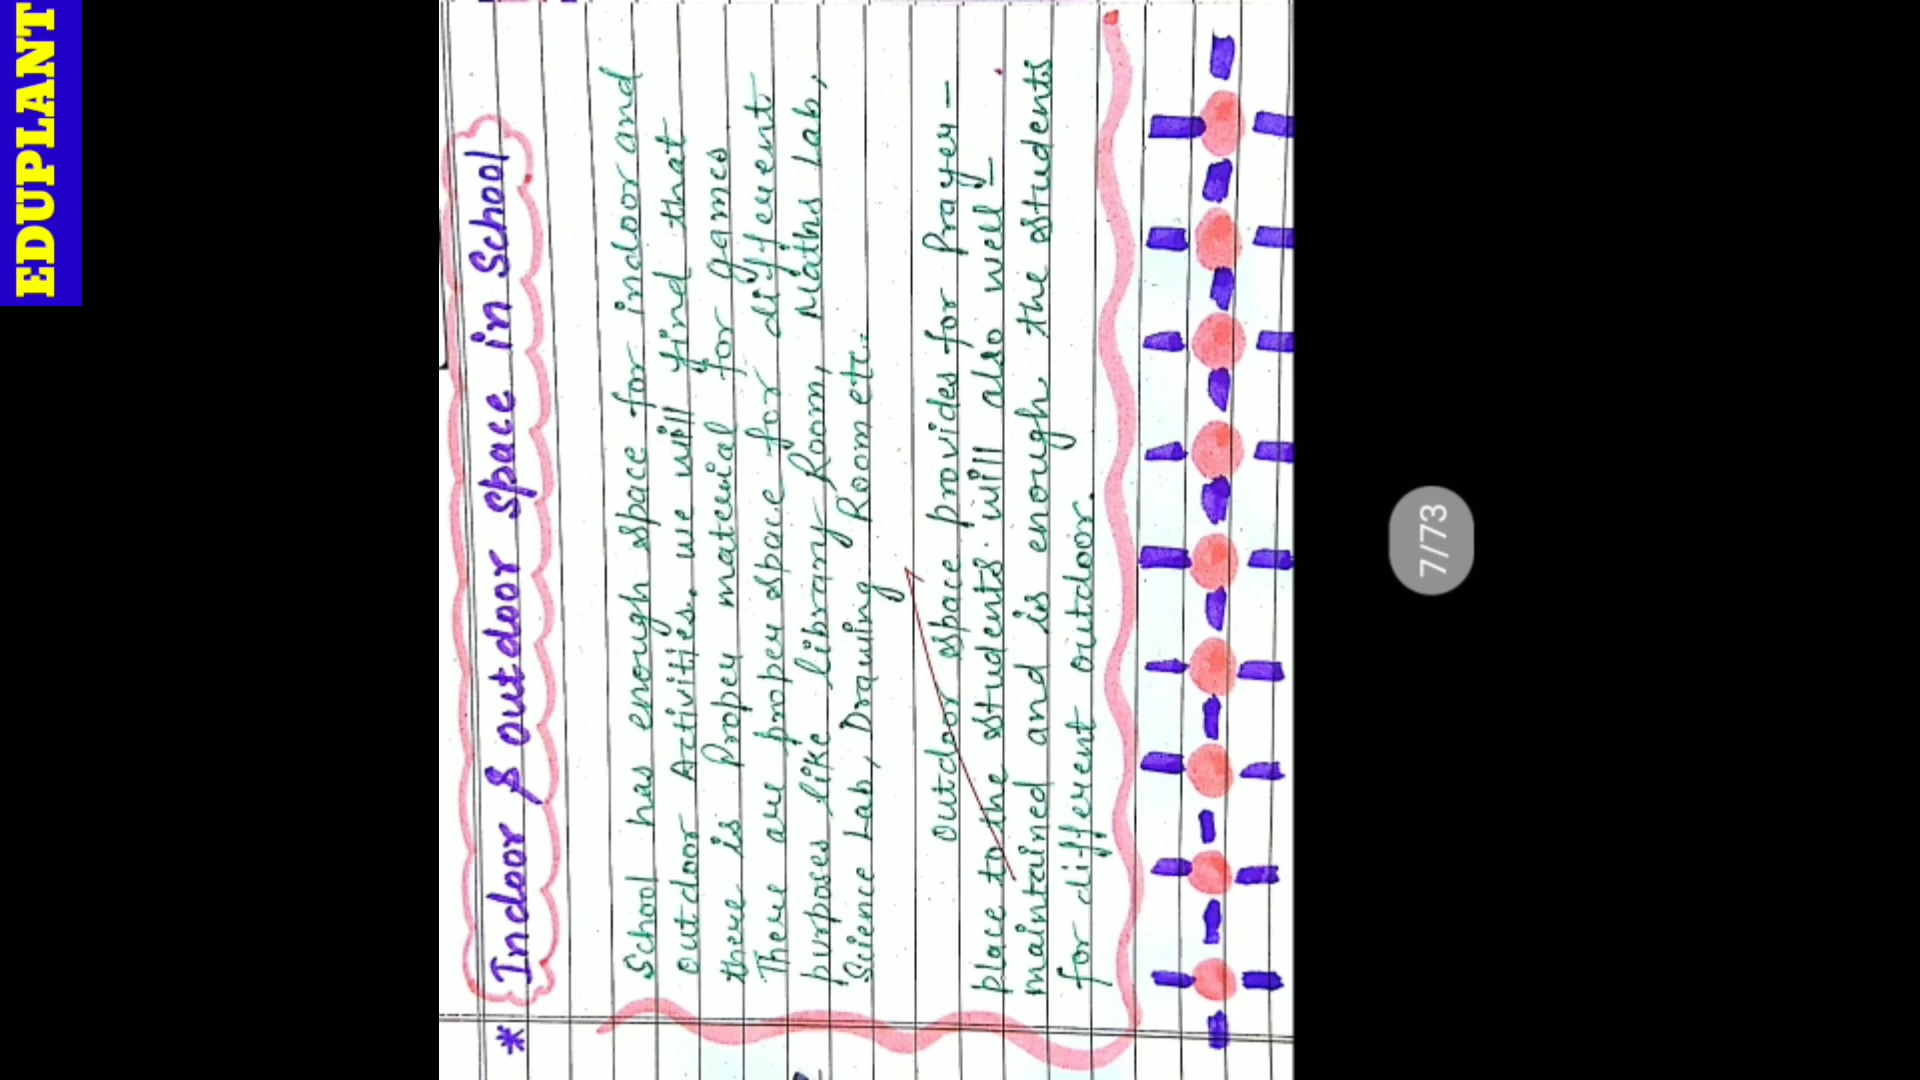 EDUPLANT
* Indoor & outdoor space in School
School has enough space for indoor and
outdoor Activities. we will find that
there is Proper material for games
There are proper space for different
purposes like library Room, Maths Lab,
Science Lab, Drawing Room etc.
outdoor space provides for Prayer –
place to the students. will also well –
maintained and is enough. the students
for different outdoor.
7/73